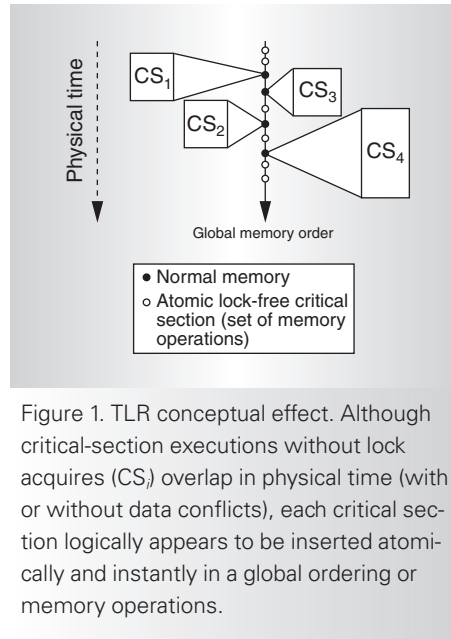 Physical time
CS1
CS3
CS2
CS4
Global memory order
Normal memory
Atomic lock-free critical
section (set of memory
operations)
Figure 1. TLR conceptual effect. Although
critical-section executions without lock
acquires (CSi) overlap in physical time (with
or without data conflicts), each critical sec-
tion logically appears to be inserted atomi-
cally and instantly in a global ordering or
memory operations.